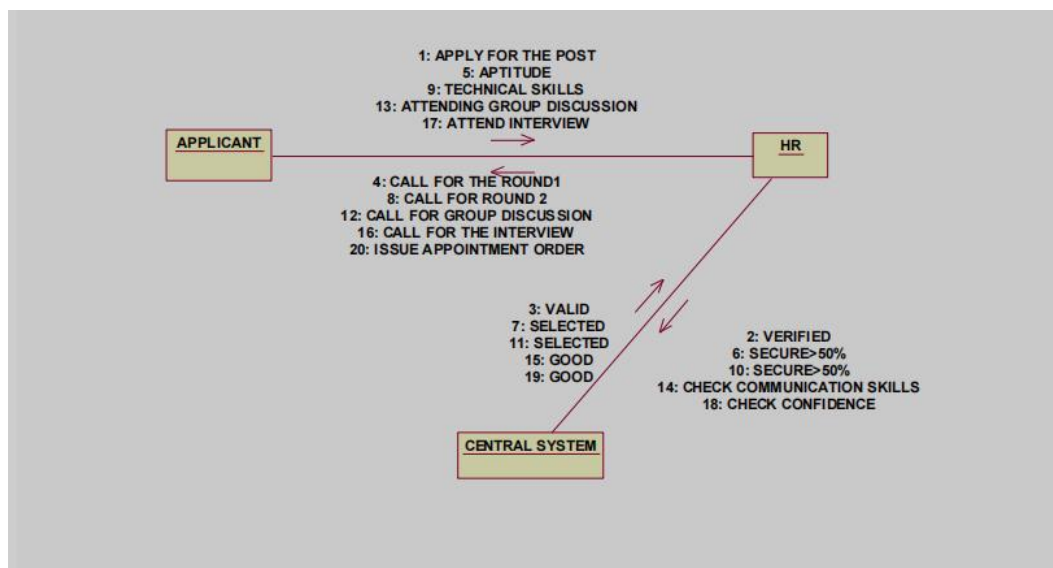 1: APPLY FOR THE POST
5: APTITUDE
9: TECHNICAL SKILLS
13: ATTENDING GROUP DISCUSSION
17: ATTEND INTERVIEW
APPLICANT
HR
4: CALL FOR THE ROUND1
8: CALL FOR ROUND 2
12: CALL FOR GROUP DISCUSSION
16: CALL FOR THE INTERVIEW
20: ISSUE APPOINTMENT ORDER
3: VALID
7: SELECTED
11: SELECTED
15: GOOD
19: GOOD
2: VERIFIED
6: SECURE>50%
10: SECURE>50%
14: CHECK COMMUNICATION SKILLS
18: CHECK CONFIDENCE
CENTRAL SYSTEM